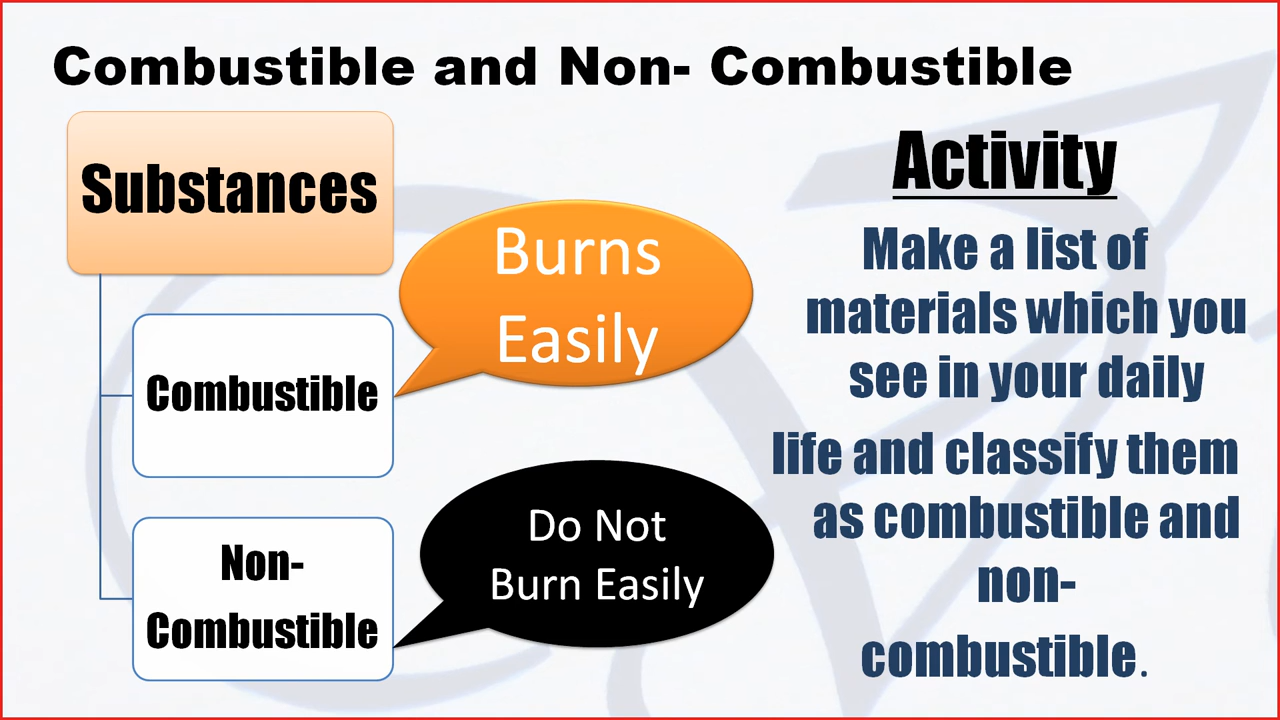 Combustible and Non- Combustible
Substances
Combustible
Non-
Combustible
Burns
Easily
Do Not
Burn Easily
Activity
Make a list of
materials which you
see in your daily
life and classify them
as combustible and
non-
combustible.